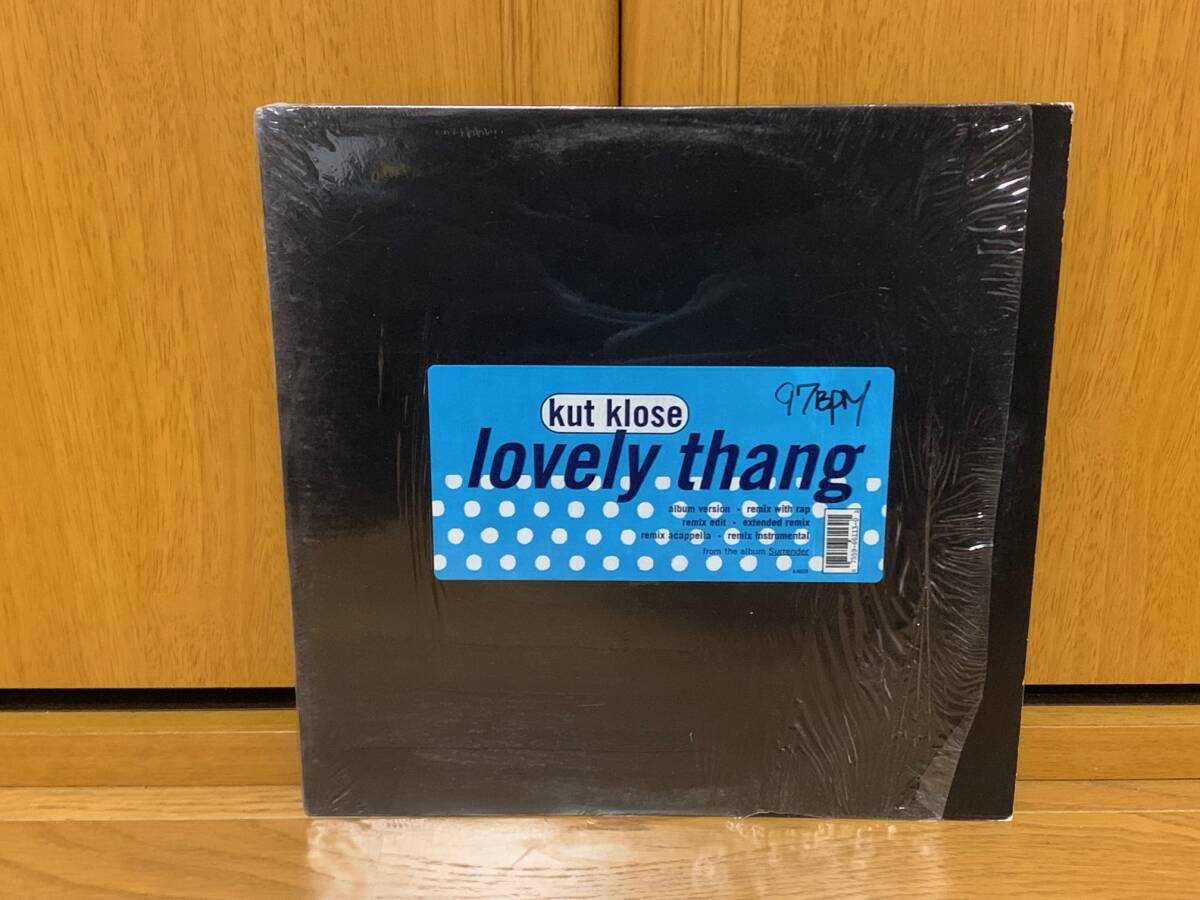 97BPM
kut klose
lovely thang
album version - remix with rap
remix edit - extended remix
remix acappella - remix instrumental
from the album Surrender